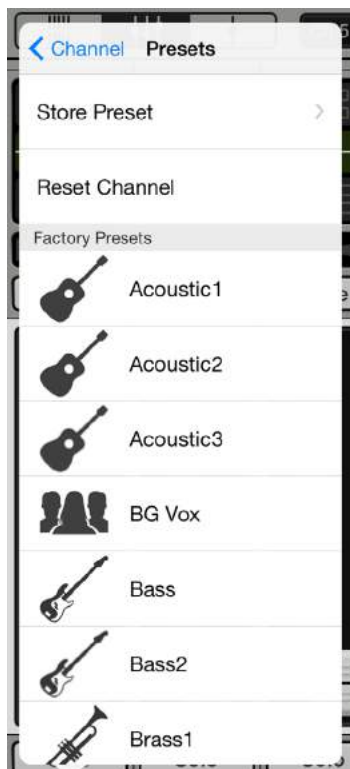 Channel Presets
Store Preset
Reset Channel
Factory Presets
Acoustic1
Acoustic2
Acoustic3
BG Vox
Bass
Bass2
Brass1